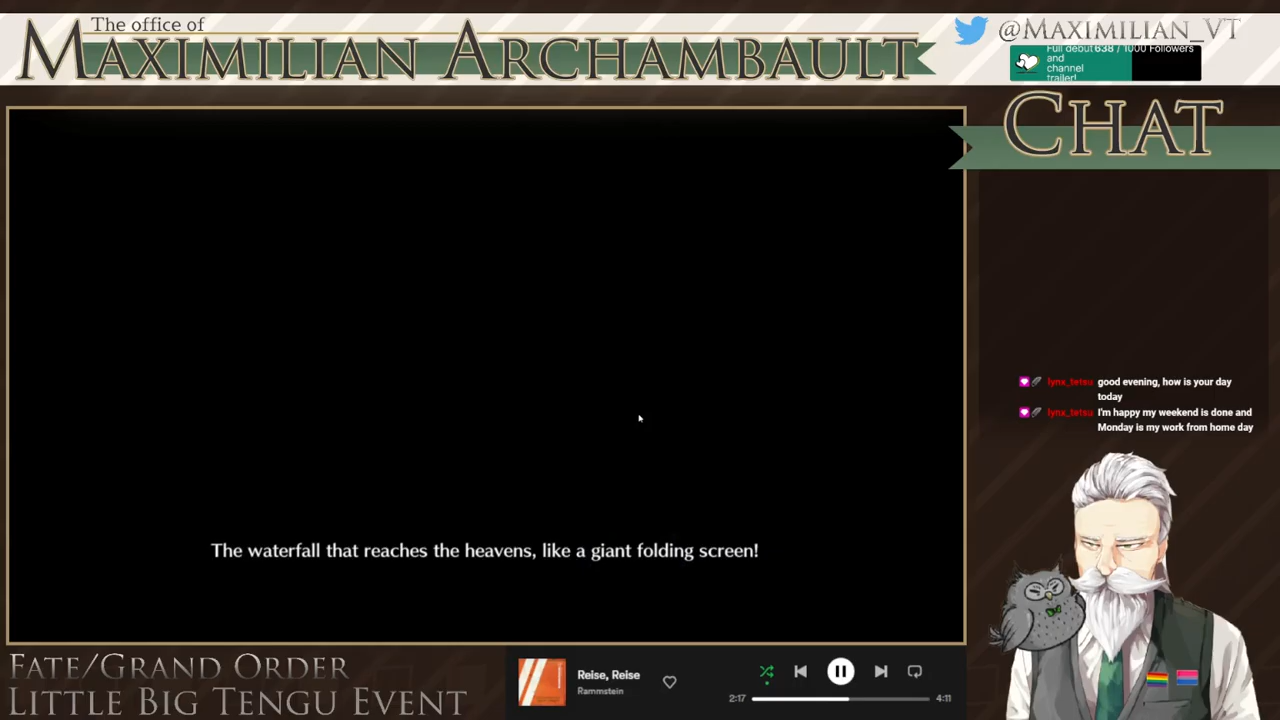 The office of
MAXIMILIAN ARCHAMBAULT
@MAXIMILIAN_VT
Full debut 638 / 1000 Followers
and
channel
trailer!
CHAT
lynx_tetsu good evening, how is your day
today
lynx_tetsu I'm happy my weekend is done and
Monday is my work from home day
The waterfall that reaches the heavens, like a giant folding screen!
FATE/GRAND ORDER
LITTLE BIG TENGU EVENT
Reise, Reise
Rammstein
2:17
4:11